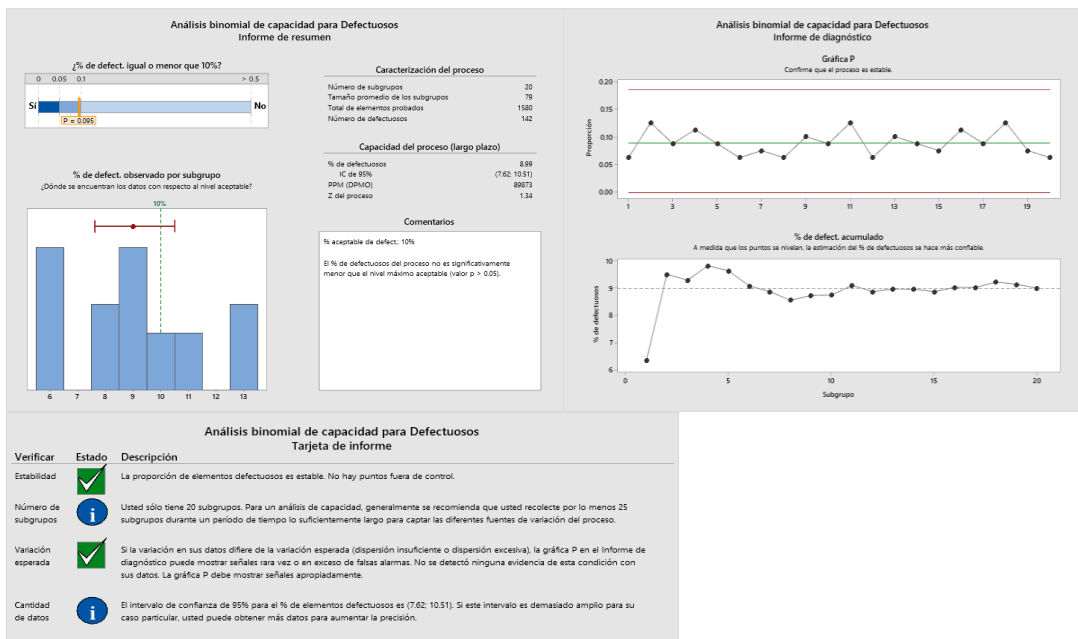 Análisis binomial de capacidad para Defectuosos
Informe de resumen
¿% de defect. igual o menor que 10%?
0 0.05 0.1 > 0.5
Sí No
P = 0.095
% de defect. observado por subgrupo
¿Dónde se encuentran los datos con respecto al nivel aceptable?
10%
6 7 8 9 10 11 12 13
Caracterización del proceso
Número de subgrupos 20
Tamaño promedio de los subgrupos 79
Total de elementos probados 1580
Número de defectuosos 142
Capacidad del proceso (largo plazo)
% de defectuosos 8.99
IC de 95% (7.62; 10.51)
PPM (DPMO) 89873
Z del proceso 1.34
Comentarios
% aceptable de defect.: 10%
El % de defectuosos del proceso no es significativamente
menor que el nivel máximo aceptable (valor p > 0.05).
Análisis binomial de capacidad para Defectuosos
Informe de diagnóstico
Gráfica P
Confirme que el proceso es estable.
Proporción
0.20
0.15
0.10
0.05
0.00
1 3 5 7 9 11 13 15 17 19
% de defect. acumulado
A medida que los puntos se nivelan, la estimación del % de defectuosos se hace más confiable.
% de defectuosos
10
9
8
7
6
0 5 10 15 20
Subgrupo
Análisis binomial de capacidad para Defectuosos
Tarjeta de informe
Verificar Estado Descripción
Estabilidad La proporción de elementos defectuosos es estable. No hay puntos fuera de control.
Número de Usted sólo tiene 20 subgrupos. Para un análisis de capacidad, generalmente se recomienda que usted recolecte por lo menos 25
subgrupos i subgrupos durante un período de tiempo lo suficientemente largo para captar las diferentes fuentes de variación del proceso.
Variación Si la variación en sus datos difiere de la variación esperada (dispersión insuficiente o dispersión excesiva), la gráfica P en el Informe de
esperada diagnóstico puede mostrar señales rara vez o en exceso de falsas alarmas. No se detectó ninguna evidencia de esta condición con
sus datos. La gráfica P debe mostrar señales apropiadamente.
Cantidad El intervalo de confianza de 95% para el % de elementos defectuosos es (7.62; 10.51). Si este intervalo es demasiado amplio para su
de datos i caso particular, usted puede obtener más datos para aumentar la precisión.